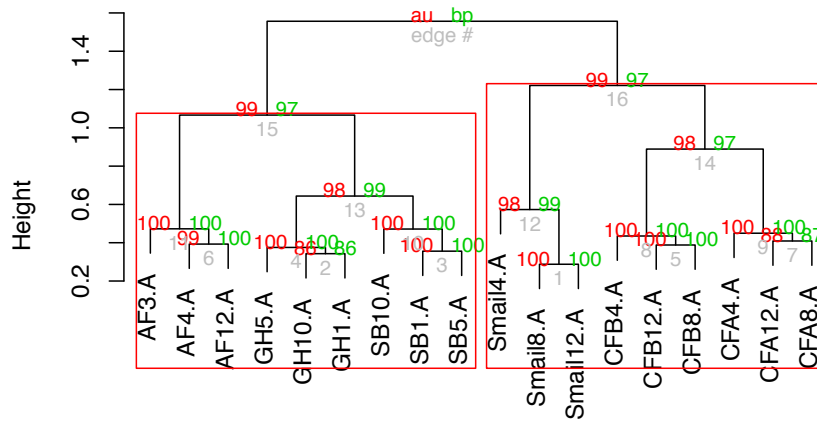 au bp
edge #
1.4
99 97
16
99 97
15
1.0
98 97
14
98 99
13
Height
0.6
98 99
12
100 100
99 100
6
100 100
4
86 86
2
100 100
100 100
3
100 100
1
100 100
8
100 100
5
100 100
9
88 87
7
0.2
AF3.A
AF4.A
AF12.A
GH5.A
GH10.A
GH1.A
SB10.A
SB1.A
SB5.A
Smail4.A
Smail8.A
Smail12.A
CFB4.A
CFB12.A
CFB8.A
CFA4.A
CFA12.A
CFA8.A